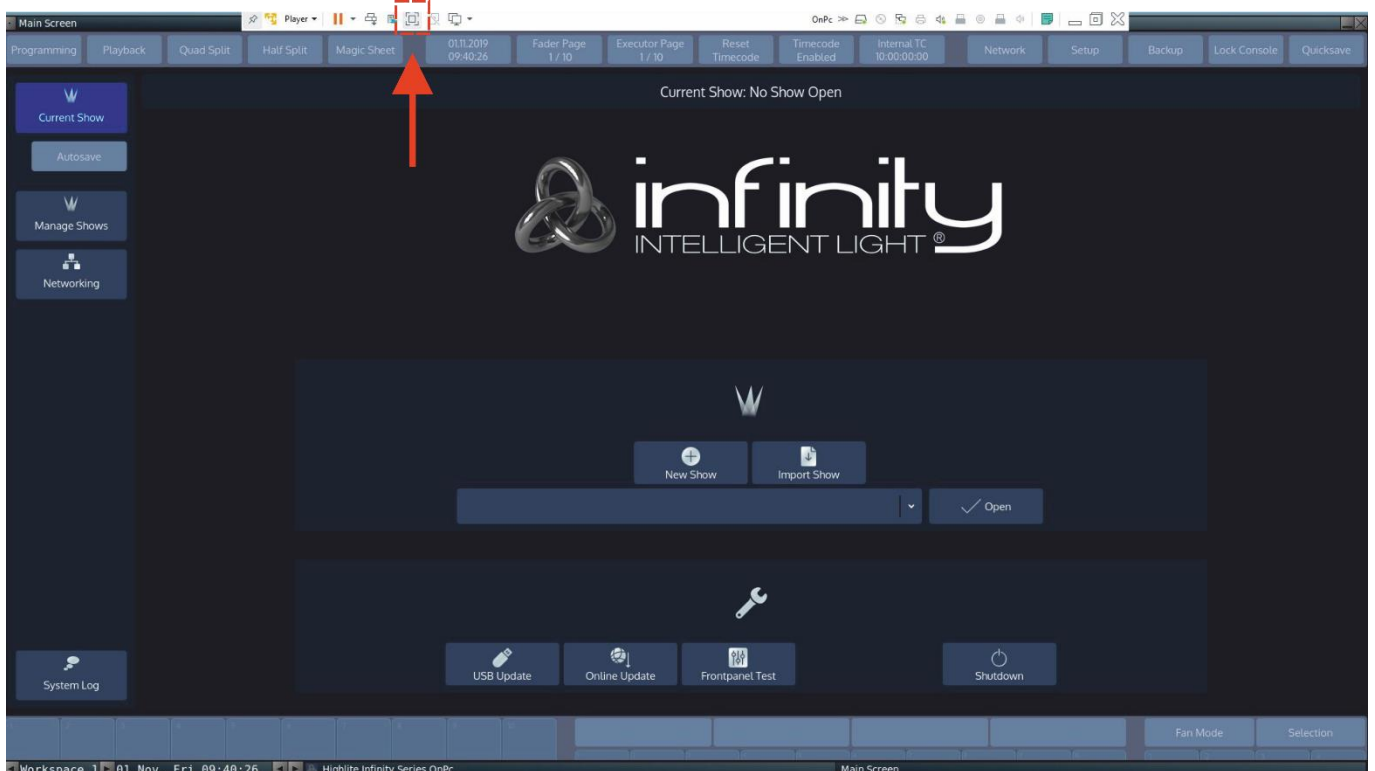 Main Screen
Player
OnPc
Programming
Playback
Quad Split
Half Split
Magic Sheet
01.11.2019
09:40:26
Fader Page
1 / 10
Executor Page
1 / 10
Reset
Timecode
Timecode
Enabled
Internal TC
10:00:00:00
Network
Setup
Backup
Lock Console
Quicksave
Current Show
Autosave
Manage Shows
Networking
System Log
Current Show: No Show Open
infinity
INTELLIGENT LIGHT ®
New Show
Import Show
Open
USB Update
Online Update
Frontpanel Test
Shutdown
Fan Mode
Selection
Workspace 1
01 Nov, Fri 09:40:26
Highlite Infinity Series OnPc
Main Screen